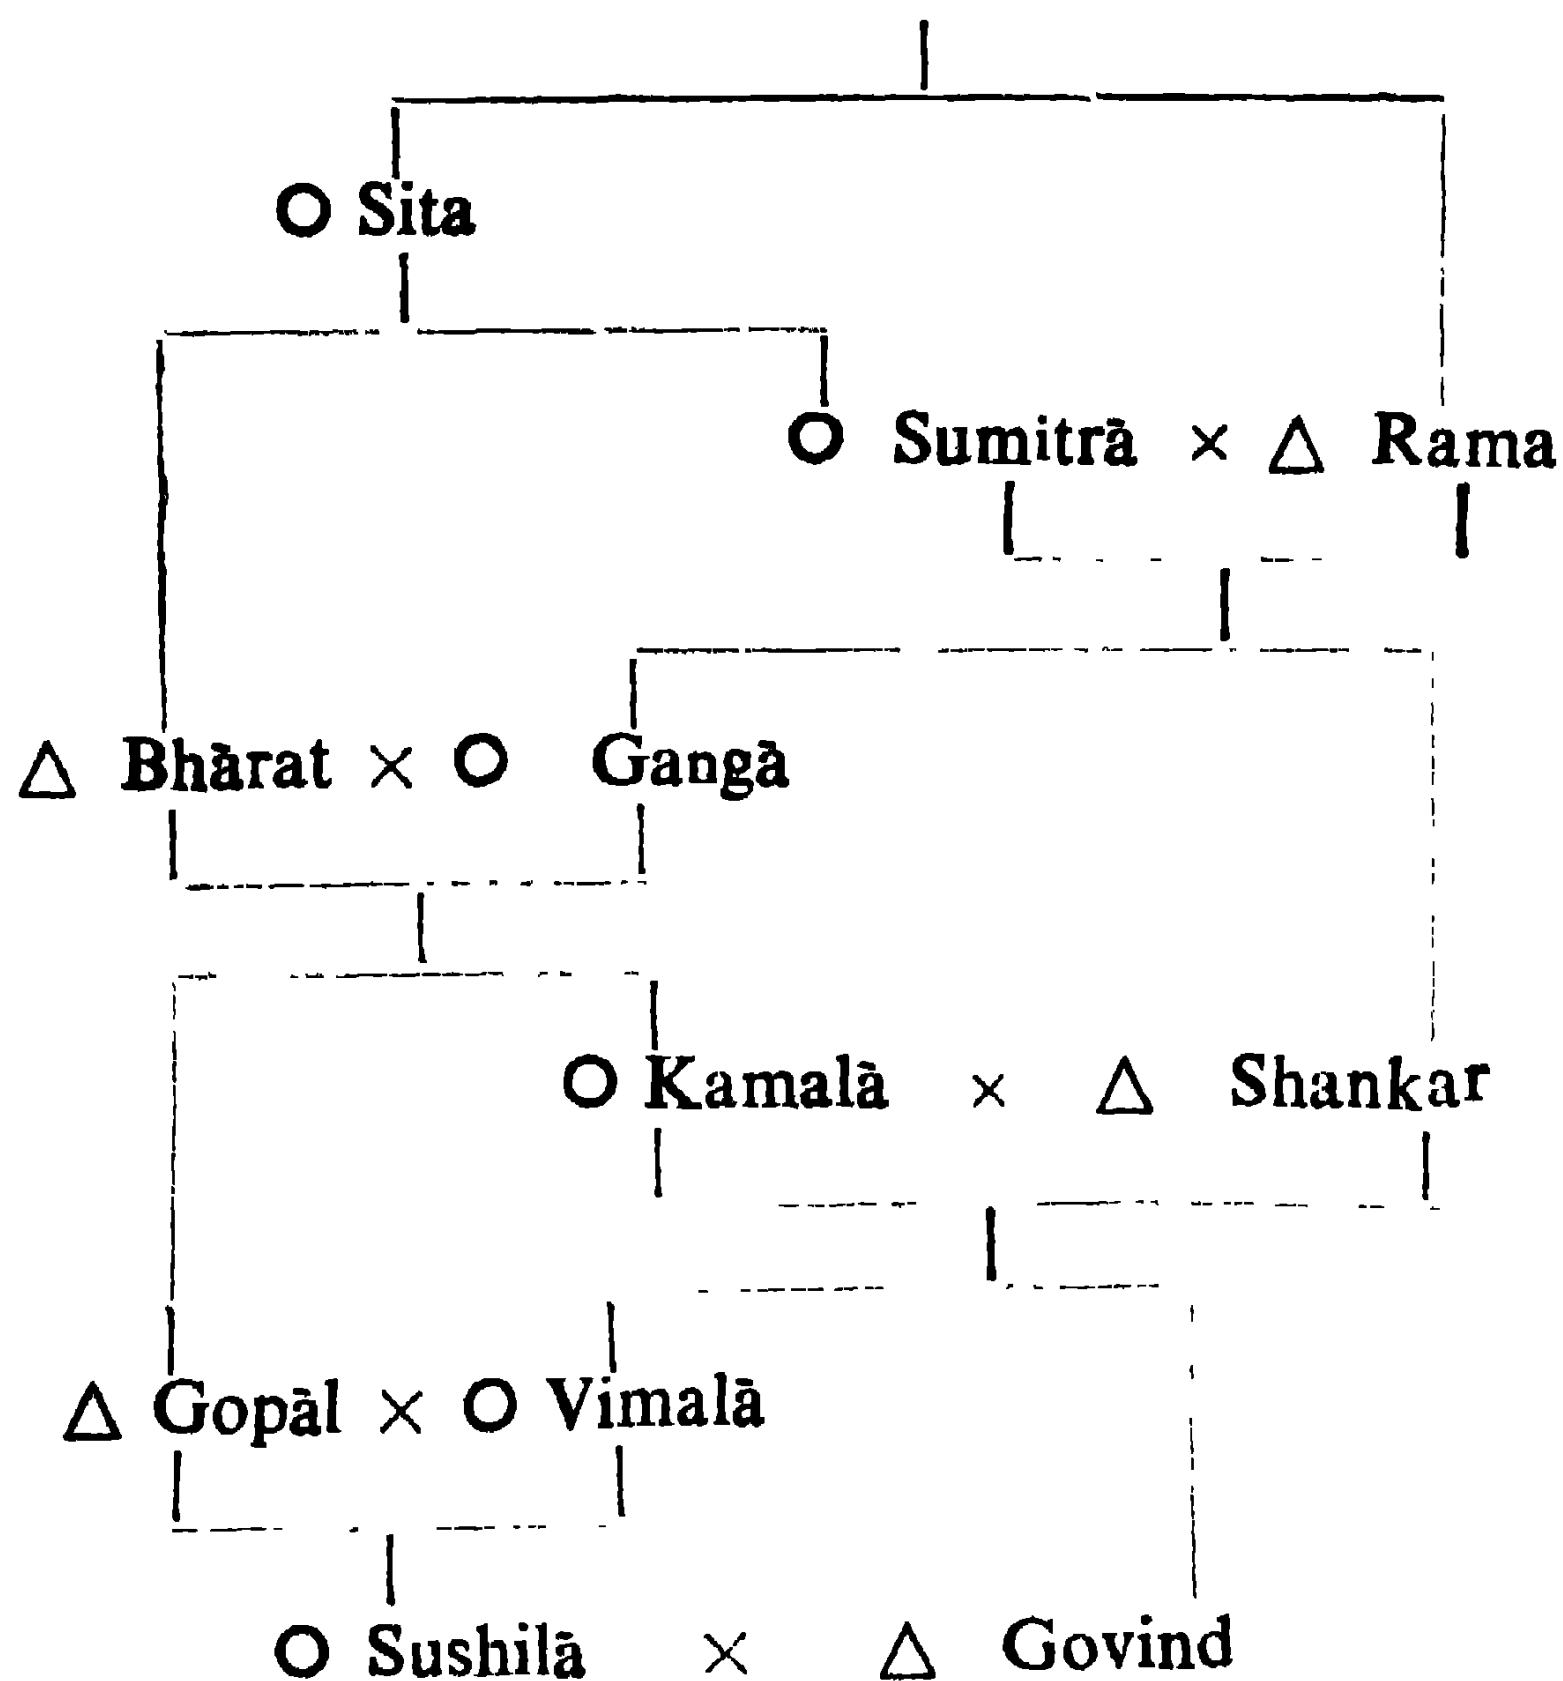 Sita
Sumitrā × Rama
Bhārat × Gangā
Kamalā × Shankar
Gopāl × Vimalā
Sushilā × Govind